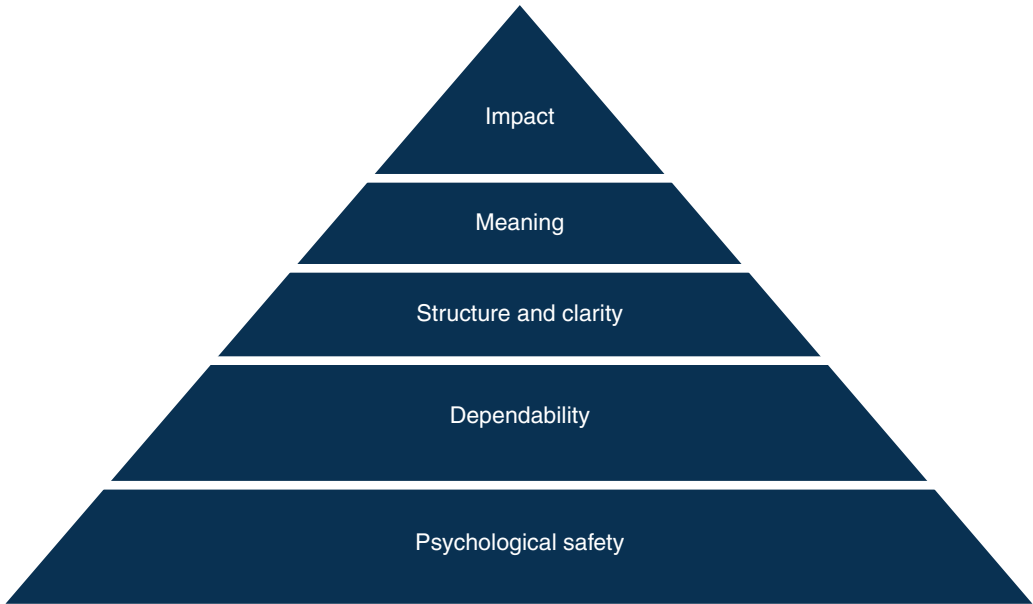 Impact
Meaning
Structure and clarity
Dependability
Psychological safety